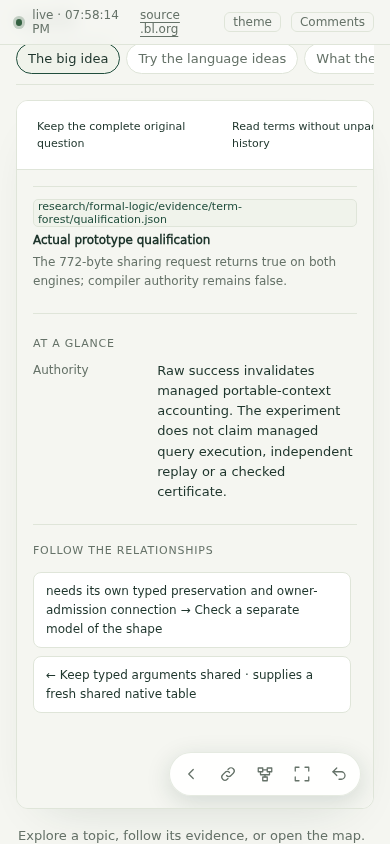 live · 07:58:14
PM
source
.bl.org
theme
Comments
The big idea
Try the language ideas
What the
Keep the complete original
question
Read terms without unpac
history
research/formal-logic/evidence/term-
forest/qualification.json
Actual prototype qualification
The 772-byte sharing request returns true on both
engines; compiler authority remains false.
AT A GLANCE
Authority
Raw success invalidates
managed portable-context
accounting. The experiment
does not claim managed
query execution, independent
replay or a checked
certificate.
FOLLOW THE RELATIONSHIPS
needs its own typed preservation and owner-
admission connection → Check a separate
model of the shape
← Keep typed arguments shared · supplies a
fresh shared native table
Explore a topic, follow its evidence, or open the map.